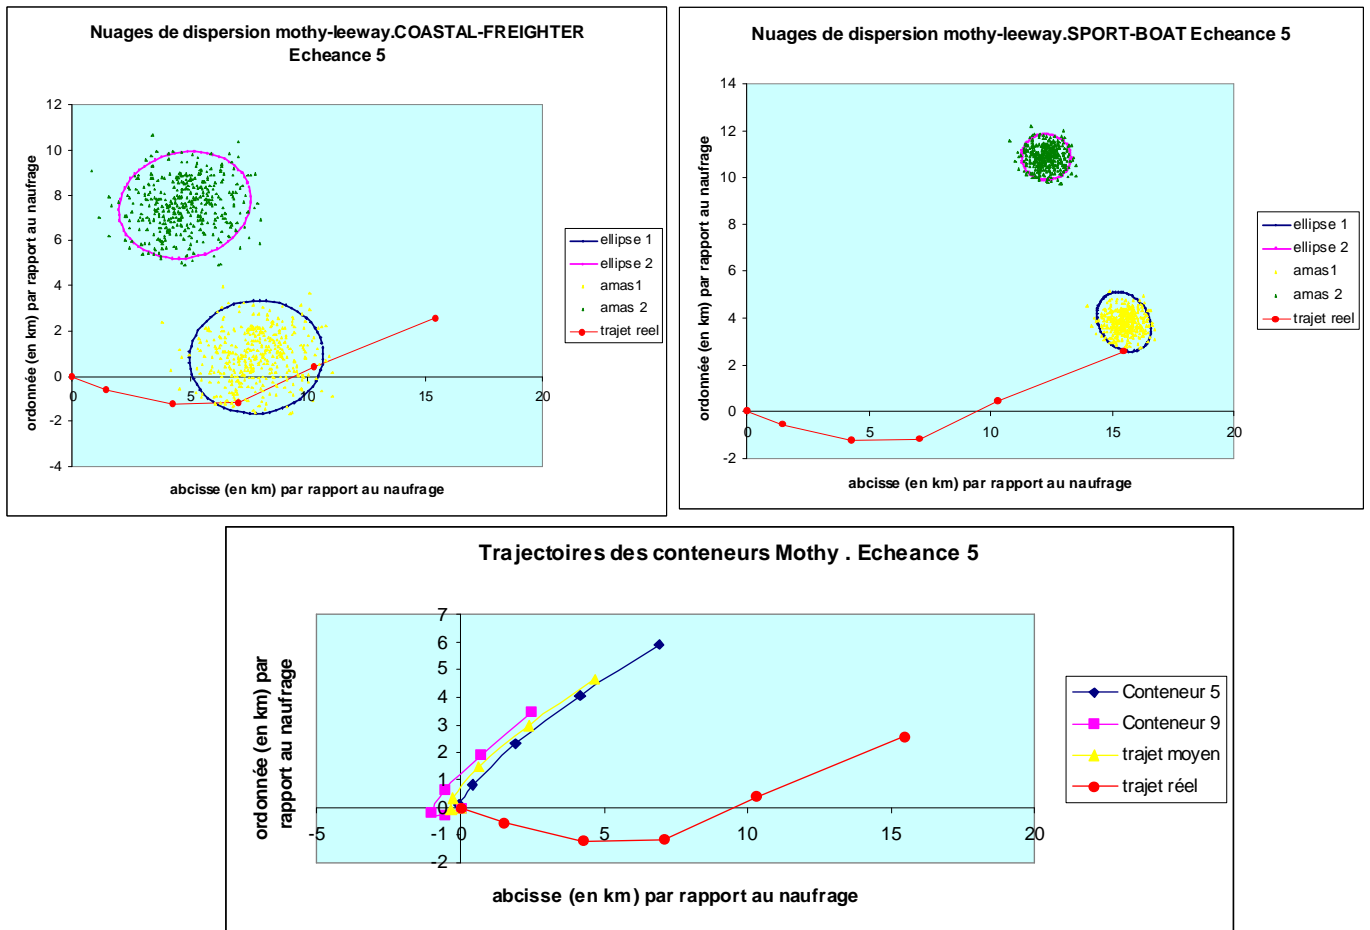 Nuages de dispersion mothy-leeway.COASTAL-FREIGHTER
Echeance 5
12
10
8
6
4
2
0
-2
-4
0
5
10
15
20
ordonnée (en km) par rapport au naufrage
abcisse (en km) par rapport au naufrage
ellipse 1
ellipse 2
amas1
amas 2
trajet reel
Nuages de dispersion mothy-leeway.SPORT-BOAT Echeance 5
14
12
10
8
6
4
2
0
-2
0
5
10
15
20
ordonnée (en km) par rapport au naufrage
abcisse (en km) par rapport au naufrage
ellipse 1
ellipse 2
amas 1
amas 2
trajet reel
Trajectoires des conteneurs Mothy . Echeance 5
7
6
5
4
3
2
1
0
-1
-2
-5
0
5
10
15
20
ordonnée (en km) par
rapport au naufrage
abcisse (en km) par rapport au naufrage
Conteneur 5
Conteneur 9
trajet moyen
trajet réel